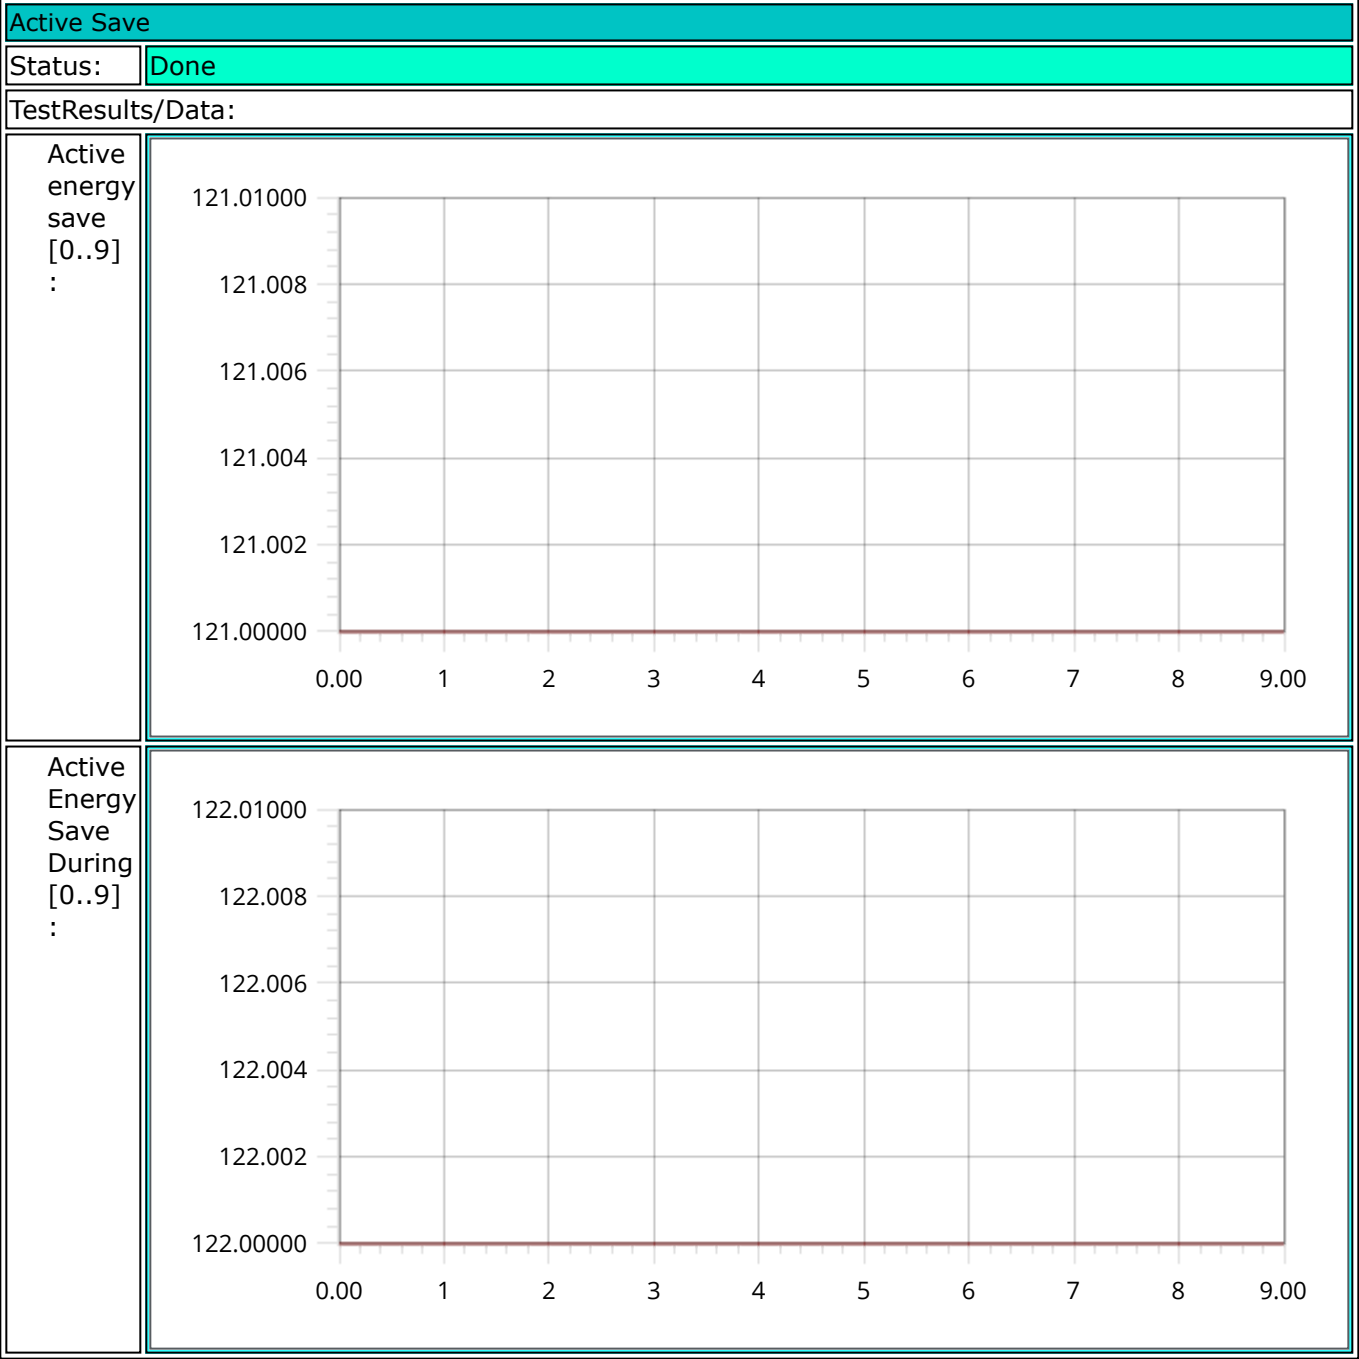 Active Save
Status:
Done
TestResults/Data:
Active
energy
save
[0..9]
:
121.01000
121.008
121.006
121.004
121.002
121.00000
0.00 1 2 3 4 5 6 7 8 9.00
Active
Energy
Save
During
[0..9]
:
122.01000
122.008
122.006
122.004
122.002
122.00000
0.00 1 2 3 4 5 6 7 8 9.00